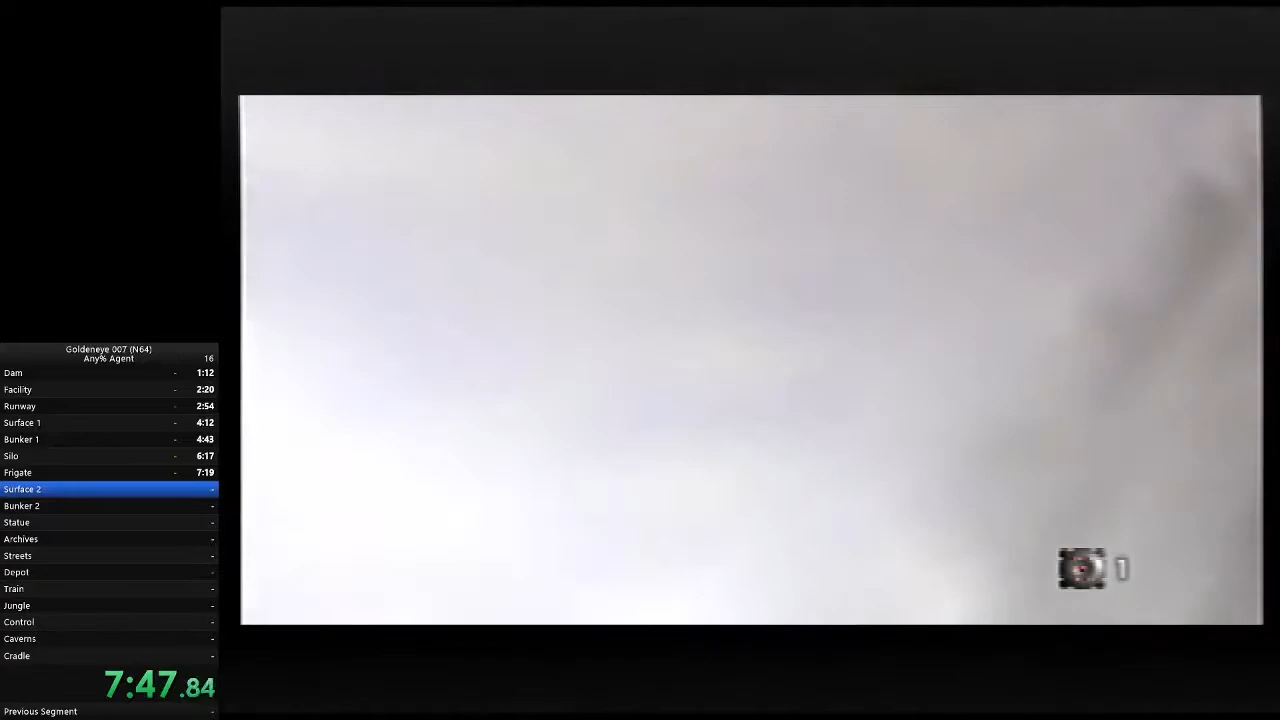 Goldeneye 007 (N64)
Any% Agent 16
Dam - 1:12
Facility - 2:20
Runway - 2:54
Surface 1 - 4:12
Bunker 1 - 4:43
Silo - 6:17
Frigate - 7:19
Surface 2 -
Bunker 2 -
Statue -
Archives -
Streets -
Depot -
Train -
Jungle -
Control -
Caverns -
Cradle -
7:47.84
Previous Segment -
1